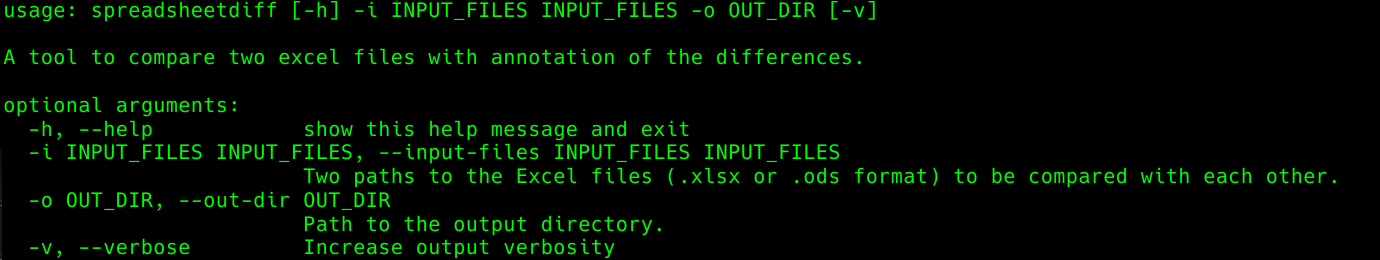 usage: spreadsheetdiff [-h] -i INPUT_FILES INPUT_FILES -o OUT_DIR [-v]
A tool to compare two excel files with annotation of the differences.
optional arguments:
-h, --help show this help message and exit
-i INPUT_FILES INPUT_FILES, --input-files INPUT_FILES INPUT_FILES
Two paths to the Excel files (.xlsx or .ods format) to be compared with each other.
-o OUT_DIR, --out-dir OUT_DIR
Path to the output directory.
-v, --verbose Increase output verbosity